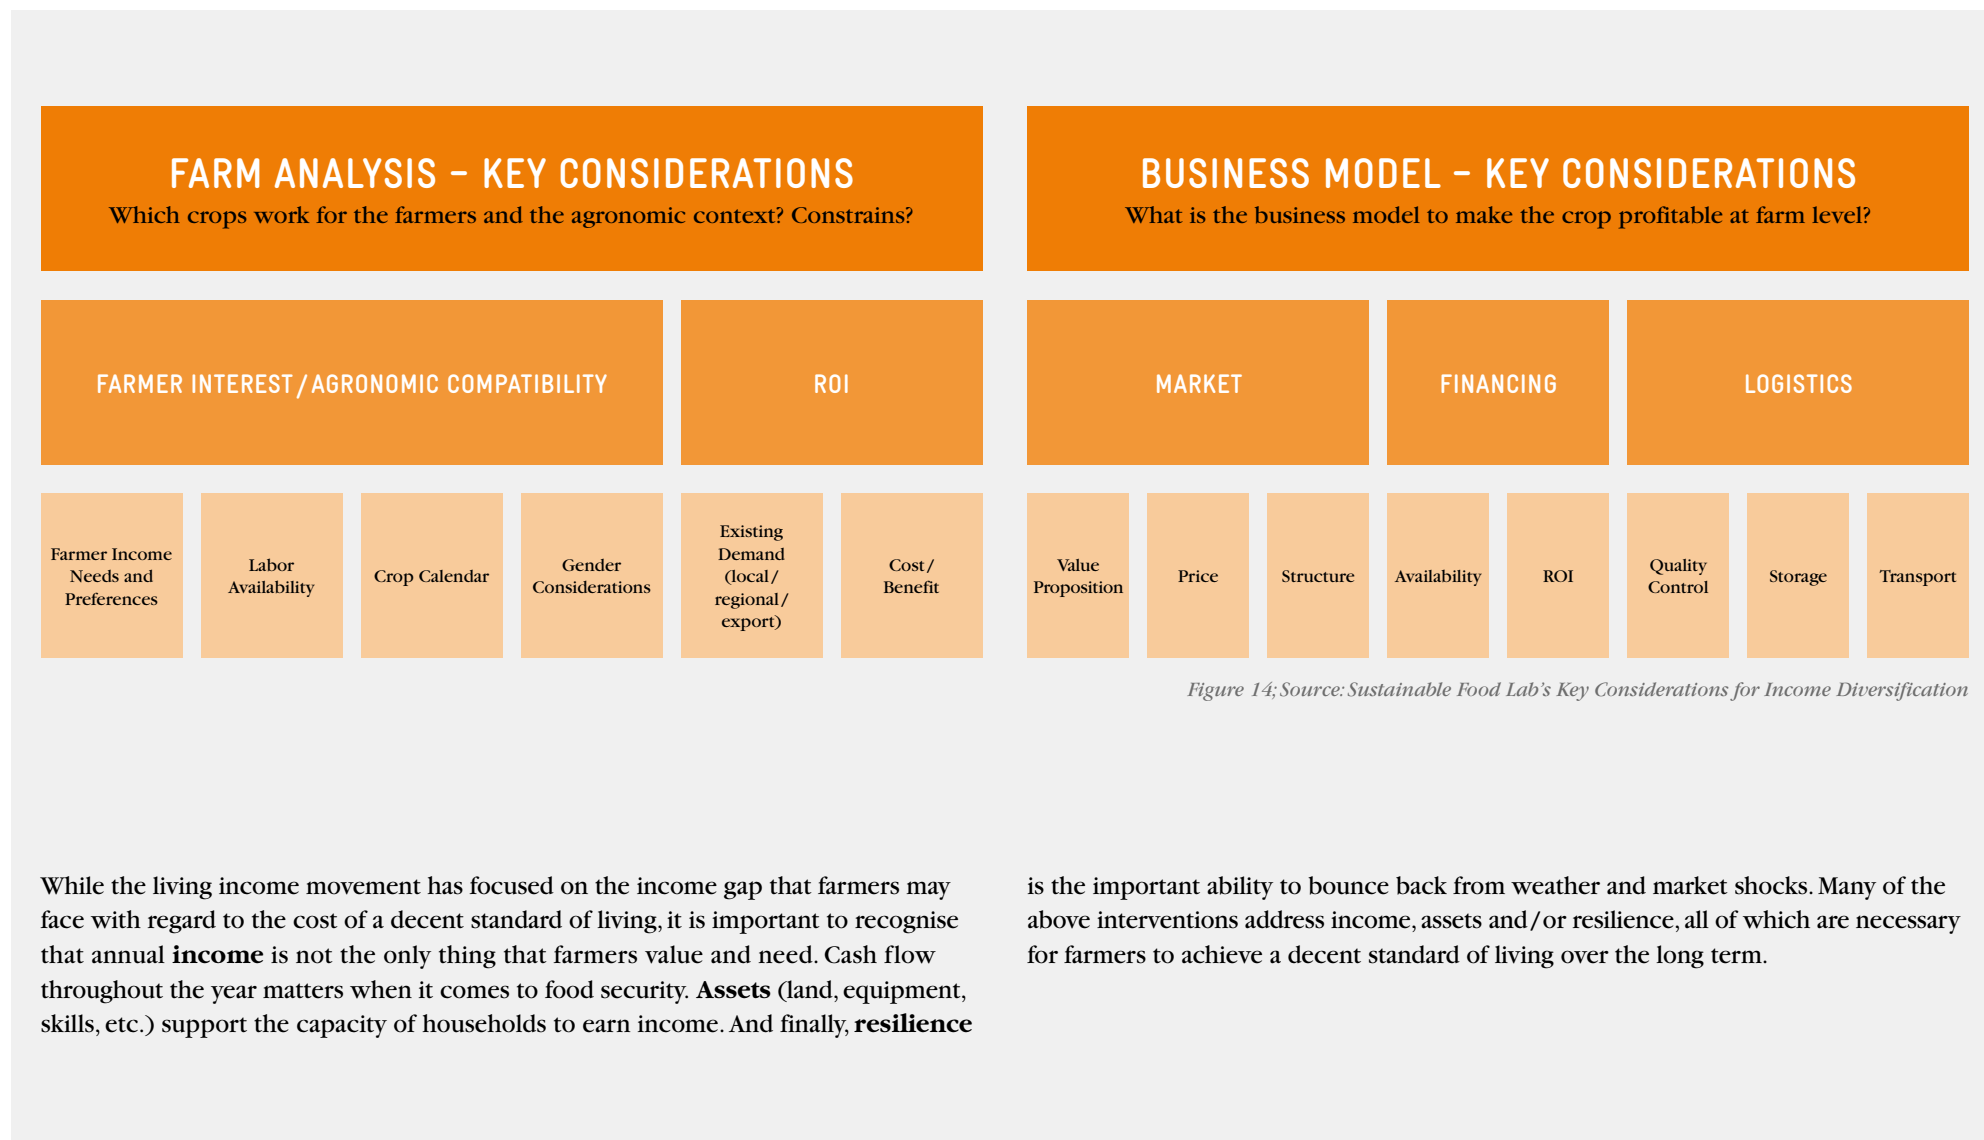 FARM ANALYSIS – KEY CONSIDERATIONS
Which crops work for the farmers and the agronomic context? Constrains?
FARMER INTEREST / AGRONOMIC COMPATIBILITY
ROI
Farmer Income
Needs and
Preferences
Labor
Availability
Crop Calendar
Gender
Considerations
Existing
Demand
(local/
regional/
export)
Cost/
Benefit
BUSINESS MODEL – KEY CONSIDERATIONS
What is the business model to make the crop profitable at farm level?
MARKET
FINANCING
LOGISTICS
Value
Proposition
Price
Structure
Availability
ROI
Quality
Control
Storage
Transport
Figure 14; Source: Sustainable Food Lab's Key Considerations for Income Diversification
While the living income movement has focused on the income gap that farmers may
face with regard to the cost of a decent standard of living, it is important to recognise
that annual income is not the only thing that farmers value and need. Cash flow
throughout the year matters when it comes to food security. Assets (land, equipment,
skills, etc.) support the capacity of households to earn income. And finally, resilience
is the important ability to bounce back from weather and market shocks. Many of the
above interventions address income, assets and/or resilience, all of which are necessary
for farmers to achieve a decent standard of living over the long term.